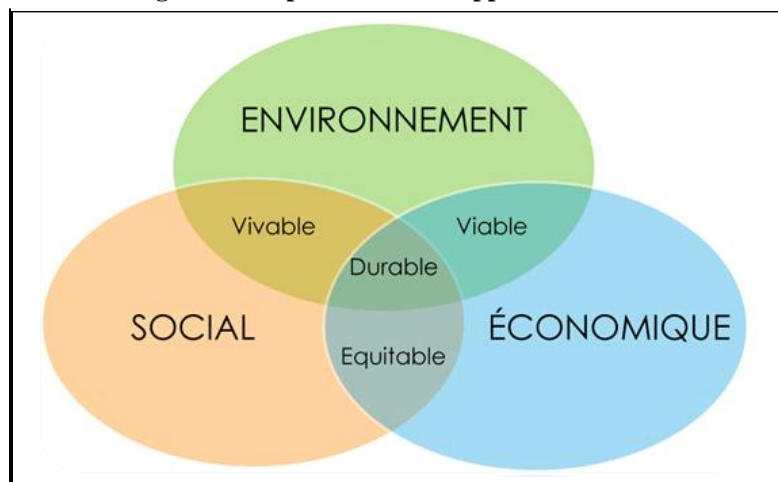 ENVIRONNEMENT
Vivable
Viable
Durable
SOCIAL
ÉCONOMIQUE
Equitable